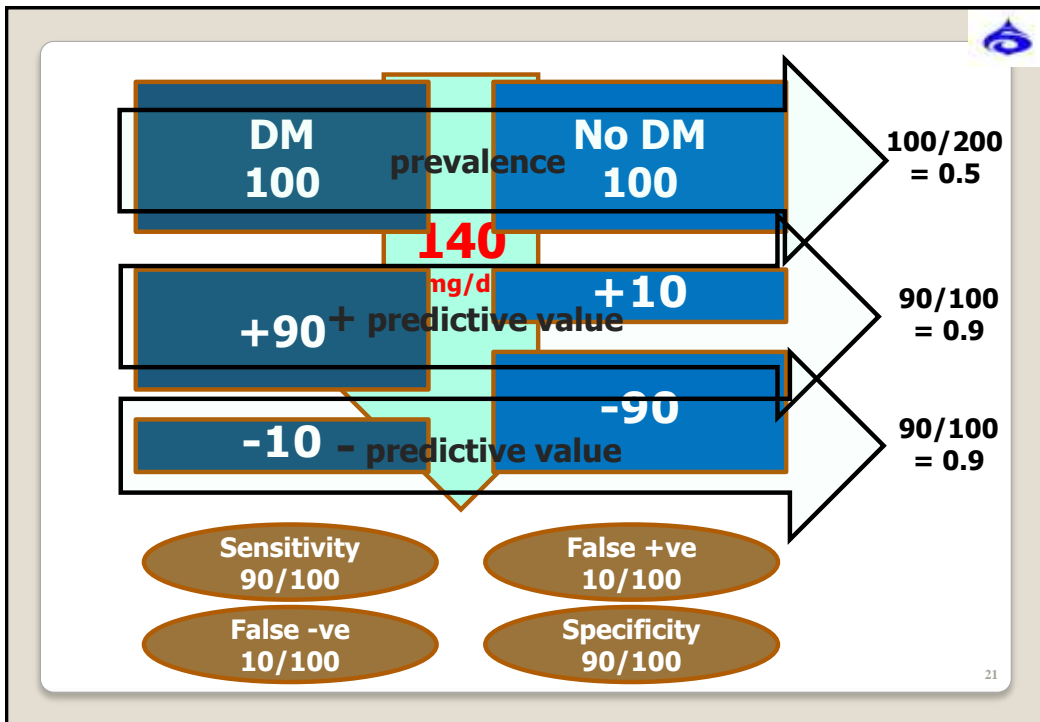 DM
100
No DM
100
prevalence
100/200
= 0.5
140
mg/d
+90
+10
+ predictive value
90/100
= 0.9
-90
-10
- predictive value
90/100
= 0.9
Sensitivity
90/100
False +ve
10/100
False -ve
10/100
Specificity
90/100
21